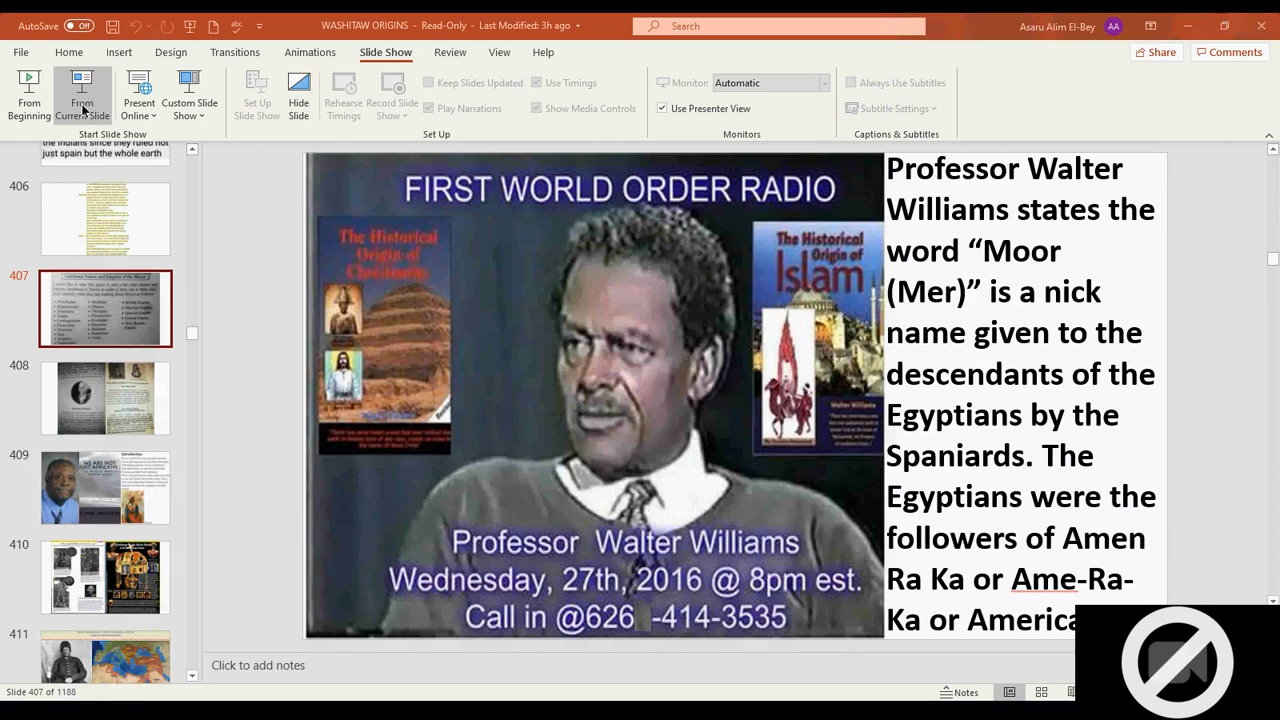 AutoSave Off
WASHITAW ORIGINS - Read-Only - Last Modified: 3h ago
Search
Asaru Alim El-Bey AA
File Home Insert Design Transitions Animations Slide Show Review View Help
Share Comments
From Beginning
From Current Slide
Present Online
Custom Slide Show
Set Up Slide Show
Hide Slide
Rehearse Timings
Record Slide Show
Keep Slides Updated
Play Narrations
Use Timings
Show Media Controls
Monitor: Automatic
Use Presenter View
Always Use Subtitles
Subtitle Settings
Start Slide Show
Set Up
Monitors
Captions & Subtitles
the Indians since they ruled not
just spain but the whole earth
406
407
408
409
410
411
FIRST WORLD ORDER RADIO
The Historical
Origin of
Christianity
The Historical
Origin of
Islam
Walter Williams
Professor Walter Williams
Wednesday, 27th, 2016 @ 8pm est.
Call in @626 -414-3535
Professor Walter
Williams states the
word “Moor
(Mer)” is a nick
name given to the
descendants of the
Egyptians by the
Spaniards. The
Egyptians were the
followers of Amen
Ra Ka or Ame-Ra-
Ka or America
Click to add notes
Slide 407 of 1188
Notes